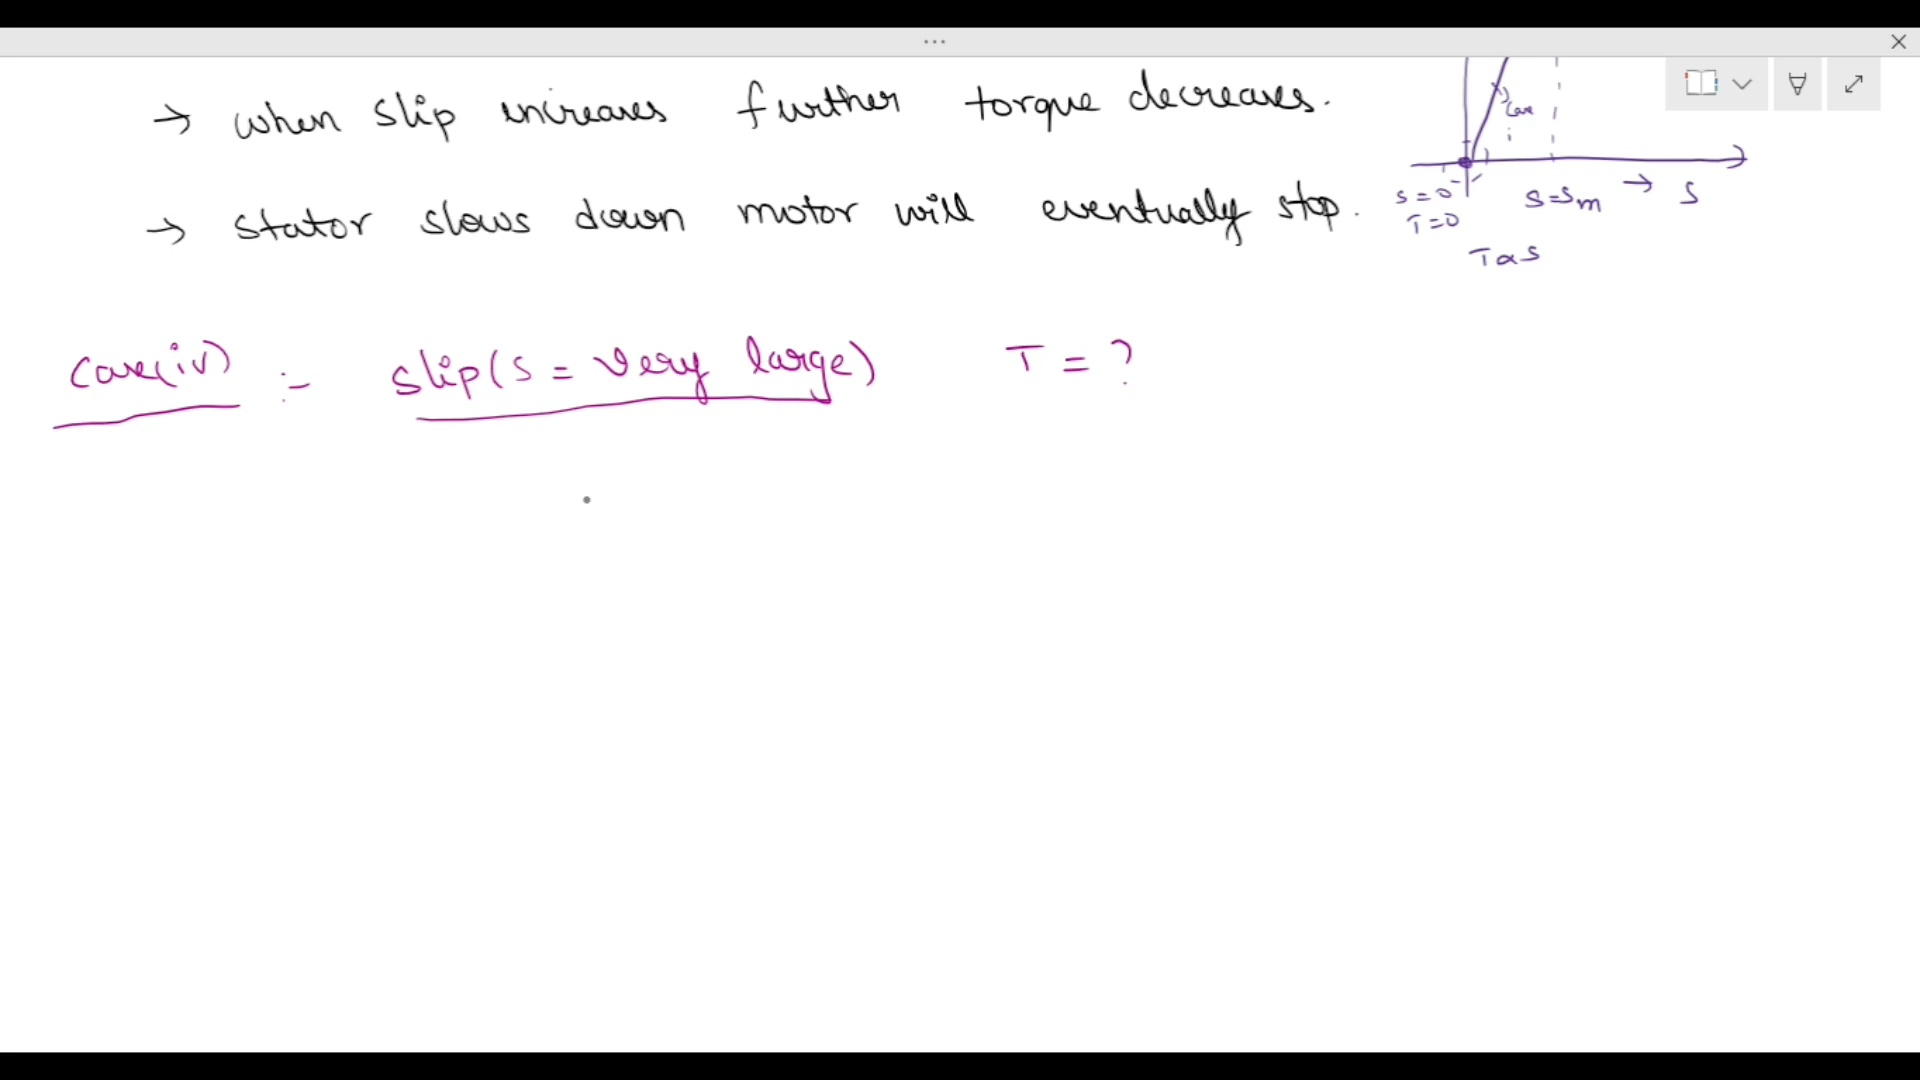 → when slip increases further torque decreases.
→ stator slows down motor will eventually stop.
Case
i
s=0
T=0
s=sm → s
T α s
Case(iv) :- slip(s = very large) T = ?